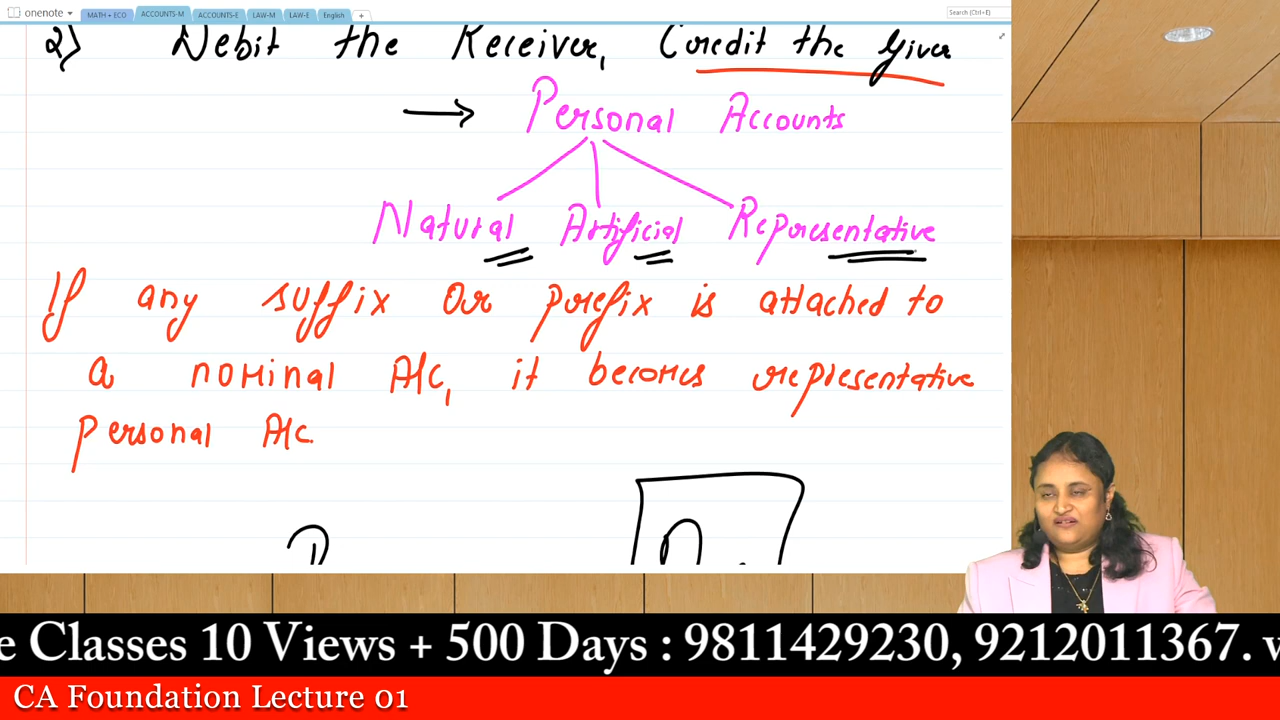 onenote
MATH + ECO
ACCOUNTS-M
ACCOUNTS-E
LAW-M
LAW-E
English
Search (Ctrl+E)
2) Debit the Receiver, Credit the Giver
→ Personal Accounts
Natural Artificial Representative
If any suffix or prefix is attached to
a nominal A/C, it becomes representative
personal A/C.
e Classes 10 Views + 500 Days : 9811429230, 9212011367. w
CA Foundation Lecture 01